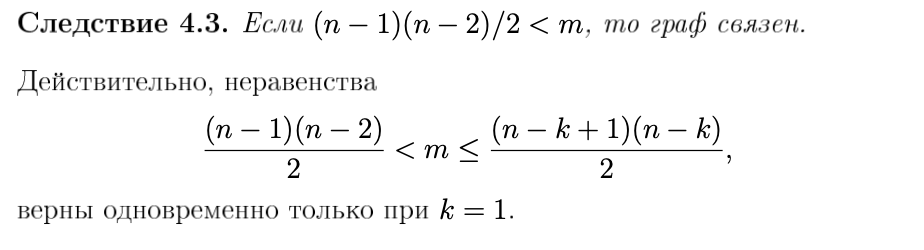 Следствие 4.3. Если (n − 1)(n − 2)/2 < m, то граф связен.
Действительно, неравенства
(n − 1)(n − 2)/2 < m ≤ (n − k + 1)(n − k)/2,
верны одновременно только при k = 1.